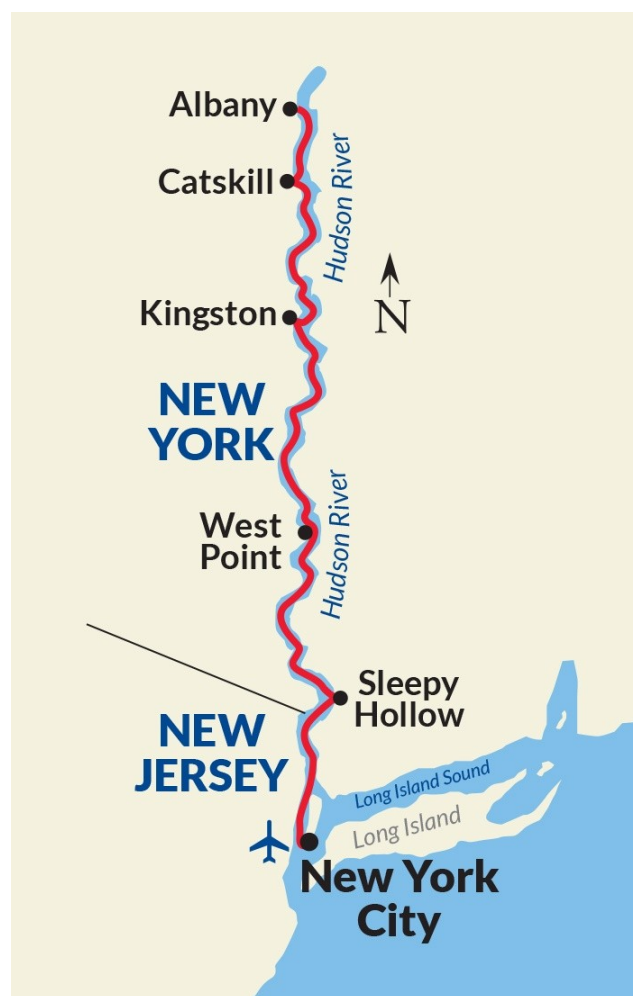 Albany
Catskill
Hudson River
N
Kingston
NEW
YORK
West
Point
Hudson River
Sleepy
Hollow
NEW
JERSEY
Long Island Sound
Long Island
New York
City